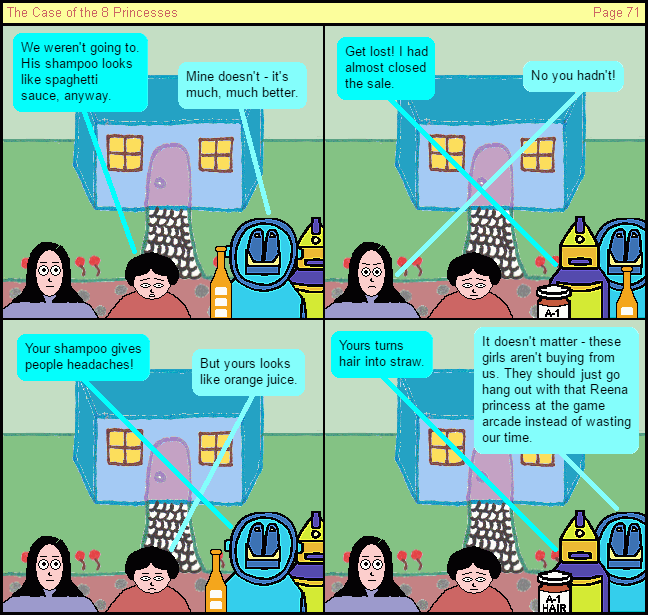 The Case of the 8 Princesses
Page 71
We weren't going to.
His shampoo looks
like spaghetti
sauce, anyway.
Mine doesn't - it's
much, much better.
Get lost! I had
almost closed
the sale.
No you hadn't!
A-1
Your shampoo gives
people headaches!
But yours looks
like orange juice.
Yours turns
hair into straw.
It doesn't matter - these
girls aren't buying from
us. They should just go
hang out with that Reena
princess at the game
arcade instead of wasting
our time.
A-1
HAIR